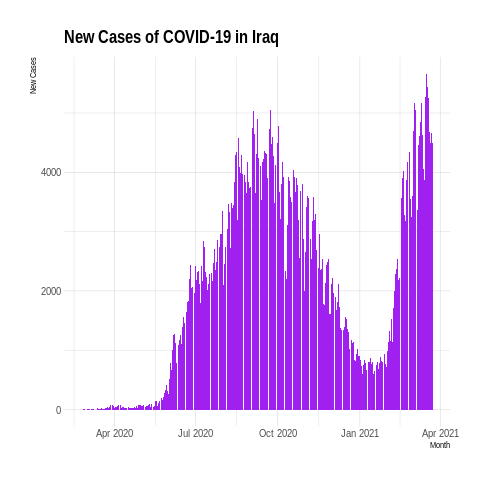 New Cases of COVID-19 in Iraq
New Cases
4000
2000
0
Apr 2020 Jul 2020 Oct 2020 Jan 2021 Apr 2021
Month